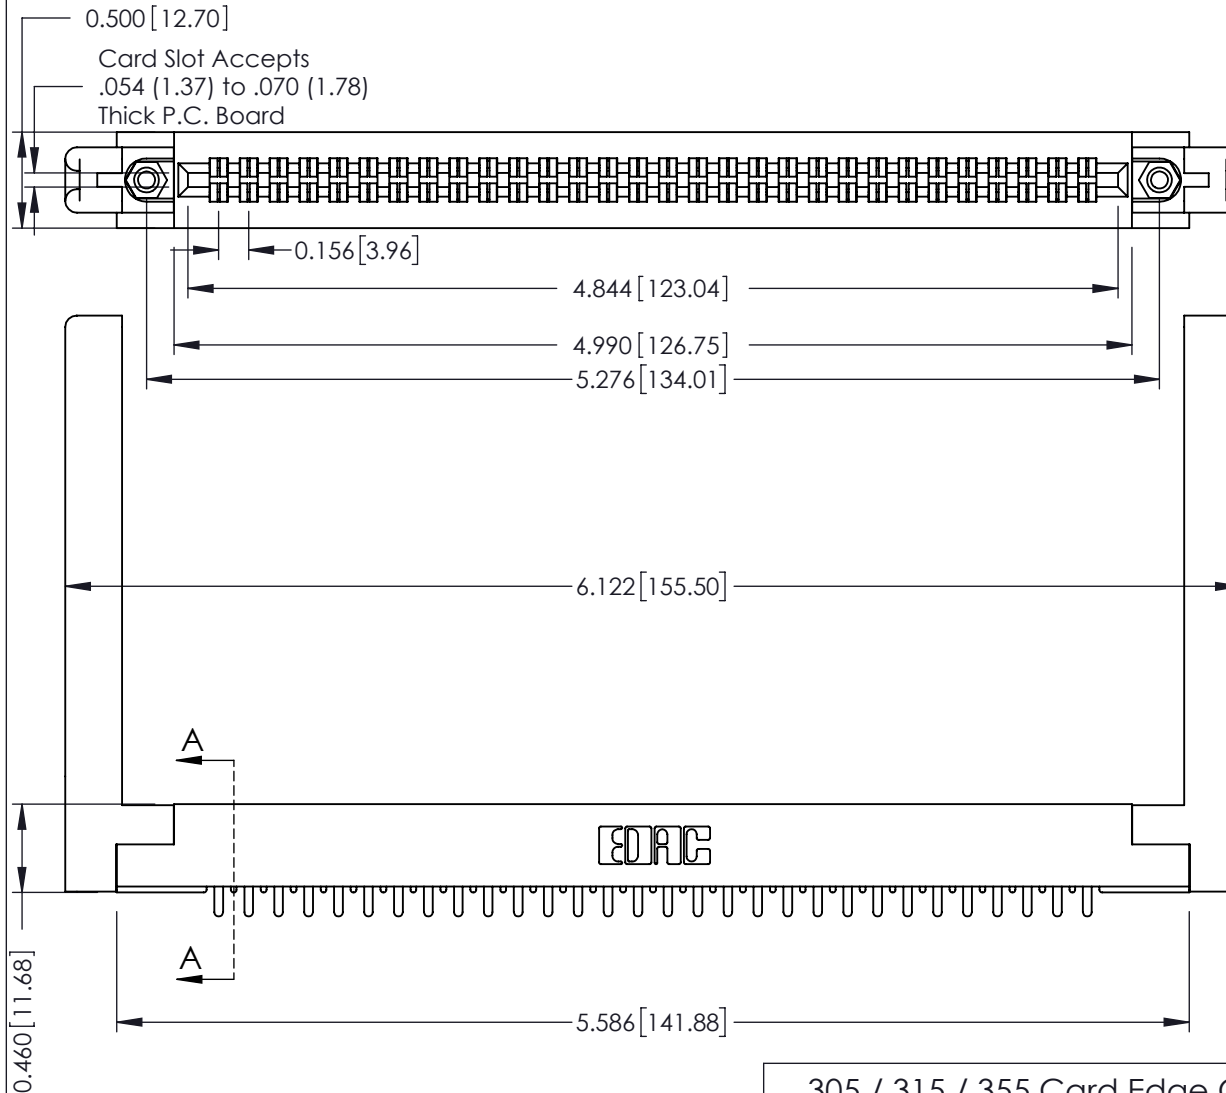 0.500[12.70]
Card Slot Accepts
.054 (1.37) to .070 (1.78)
Thick P.C. Board
0.156[3.96]
4.844[123.04]
4.990[126.75]
5.276[134.01]
6.122[155.50]
A
EDAC
A
0.460[11.68]
5.586[141.88]
305 / 315 / 355 Card Edge